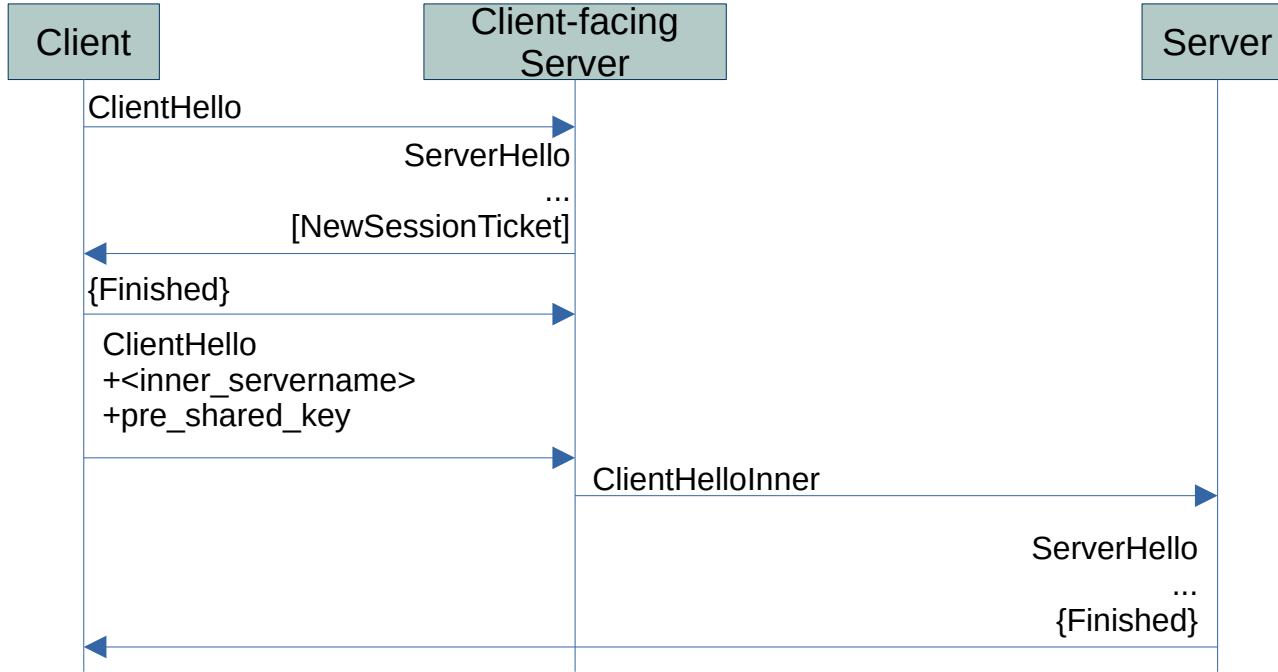 Client
Client-facing
Server
Server
ClientHello
ServerHello
...
[NewSessionTicket]
{Finished}
ClientHello
+<inner_servername>
+pre_shared_key
ClientHelloInner
ServerHello
...
{Finished}